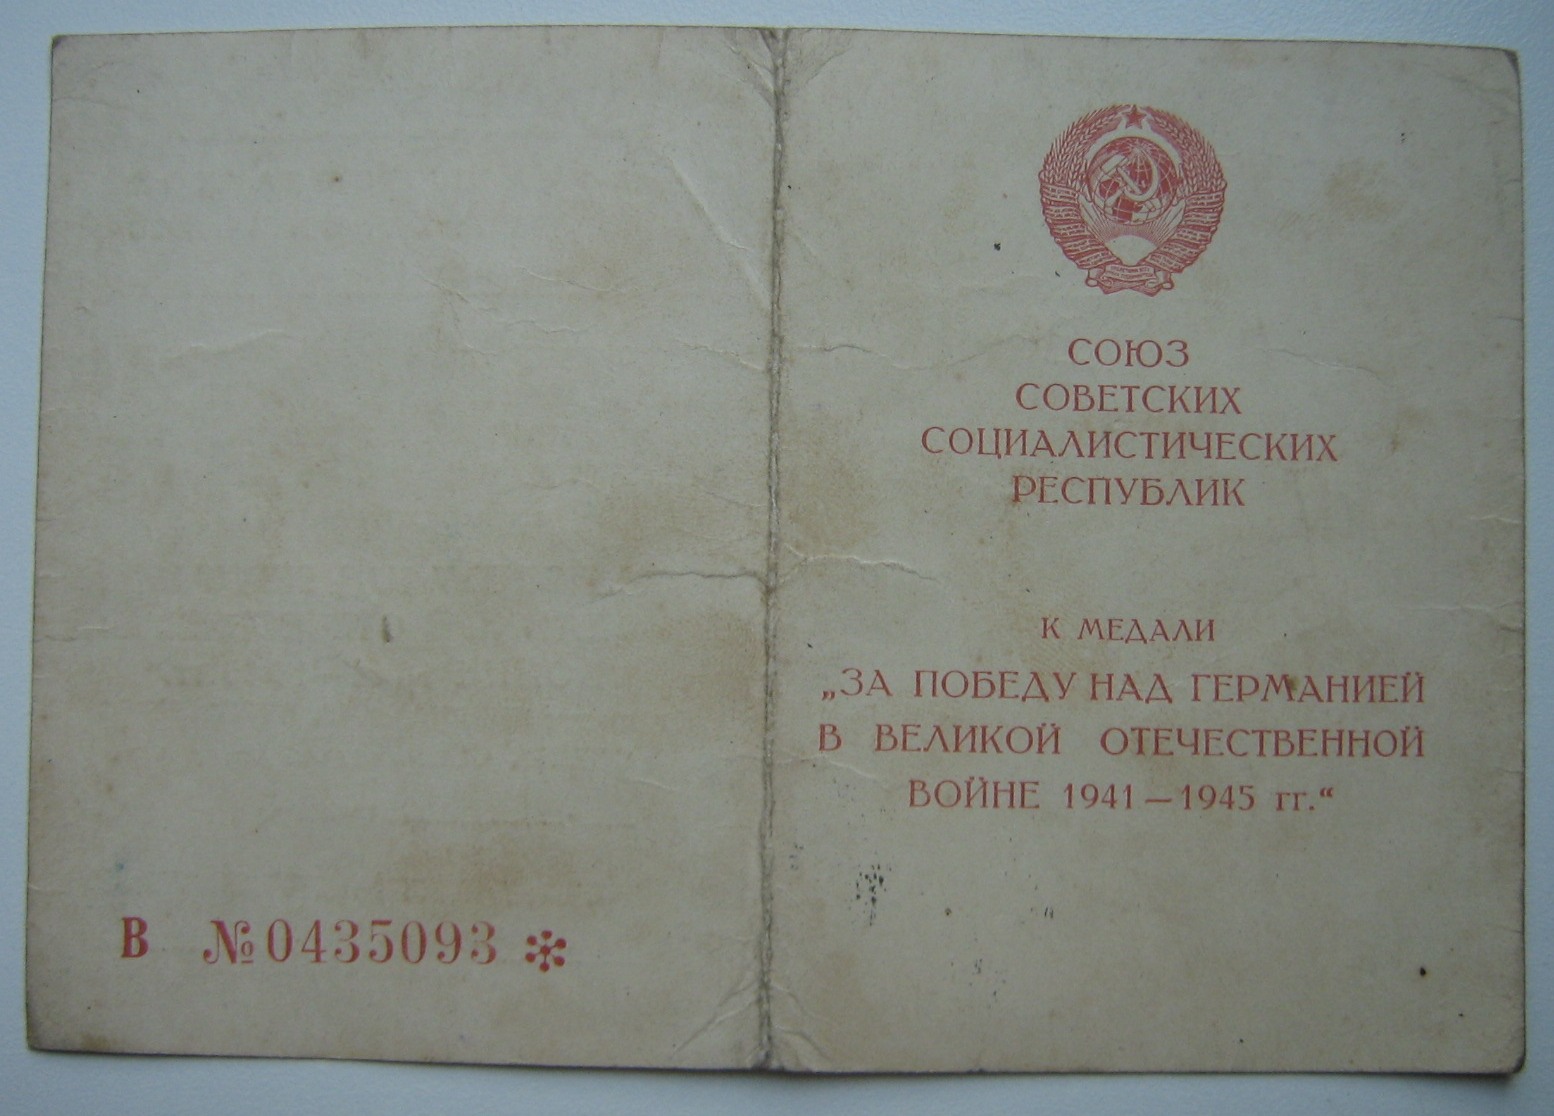 В №0435093
СОЮЗ
СОВЕТСКИХ
СОЦИАЛИСТИЧЕСКИХ
РЕСПУБЛИК
К МЕДАЛИ
„ЗА ПОБЕДУ НАД ГЕРМАНИЕЙ
В ВЕЛИКОЙ ОТЕЧЕСТВЕННОЙ
ВОЙНЕ 1941—1945 гг.“